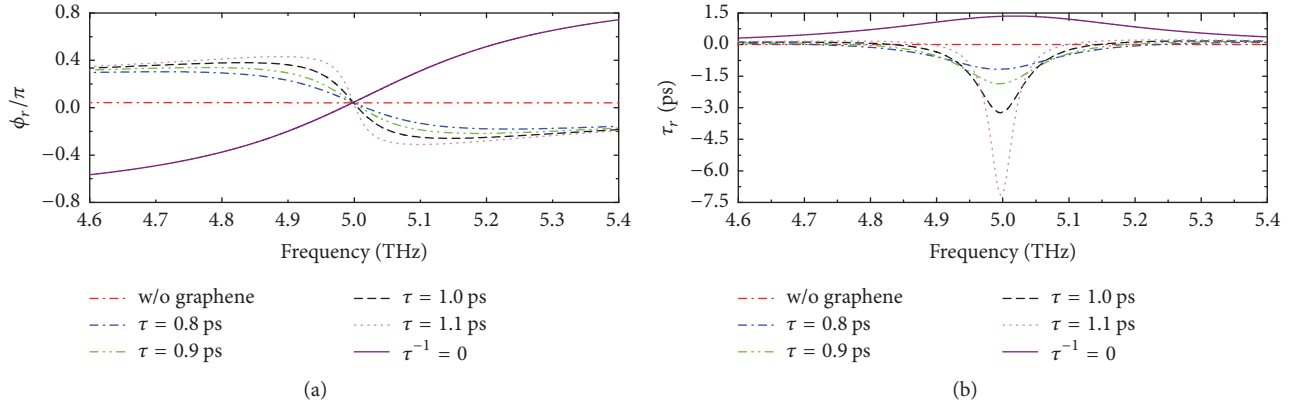 0.8
0.4
0.0
−0.4
−0.8
ϕr/π
4.6 4.7 4.8 4.9 5.0 5.1 5.2 5.3 5.4
Frequency (THz)
w/o graphene
τ = 0.8 ps
τ = 0.9 ps
τ = 1.0 ps
τ = 1.1 ps
τ−1 = 0
(a)
1.5
0.0
−1.5
−3.0
−4.5
−6.0
−7.5
τr (ps)
4.6 4.7 4.8 4.9 5.0 5.1 5.2 5.3 5.4
Frequency (THz)
w/o graphene
τ = 0.8 ps
τ = 0.9 ps
τ = 1.0 ps
τ = 1.1 ps
τ−1 = 0
(b)